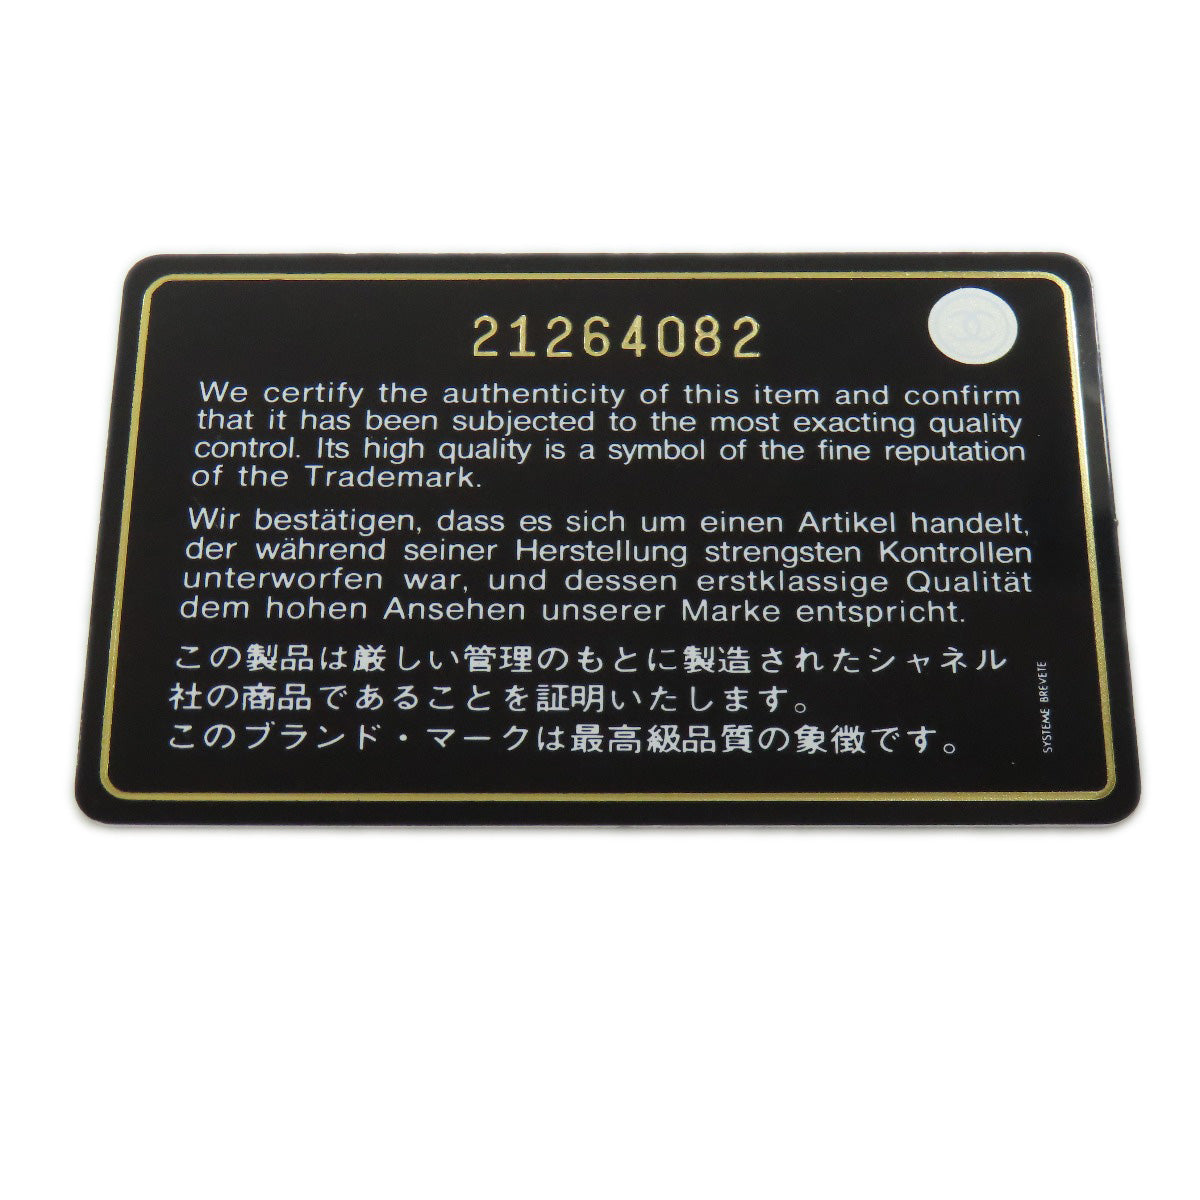 21264082
We certify the authenticity of this item and confirm
that it has been subjected to the most exacting quality
control. Its high quality is a symbol of the fine reputation
of the Trademark.
Wir bestätigen, dass es sich um einen Artikel handelt,
der während seiner Herstellung strengsten Kontrollen
unterworfen war, und dessen erstklassige Qualität
dem hohen Ansehen unserer Marke entspricht.
この製品は厳しい管理のもとに製造されたシャネル
社の商品であることを証明いたします。
このブランド・マークは最高級品質の象徴です。
SYSTEME BREVETE